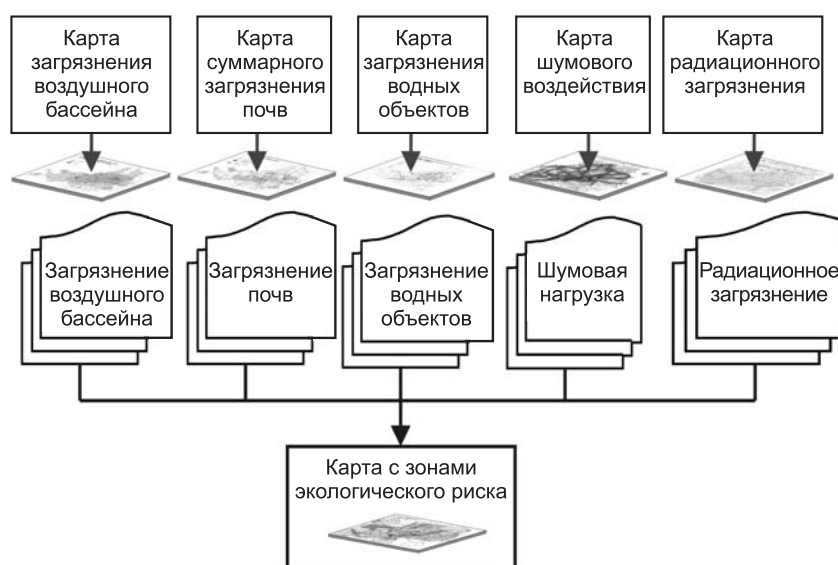 Карта
загрязнения
воздушного
бассейна
Карта
суммарного
загрязнения
почв
Карта
загрязнения
водных
объектов
Карта
шумового
воздействия
Карта
радиационного
загрязнения
Загрязнение
воздушного
бассейна
Загрязнение
почв
Загрязнение
водных
объектов
Шумовая
нагрузка
Радиационное
загрязнение
Карта с зонами
экологического риска